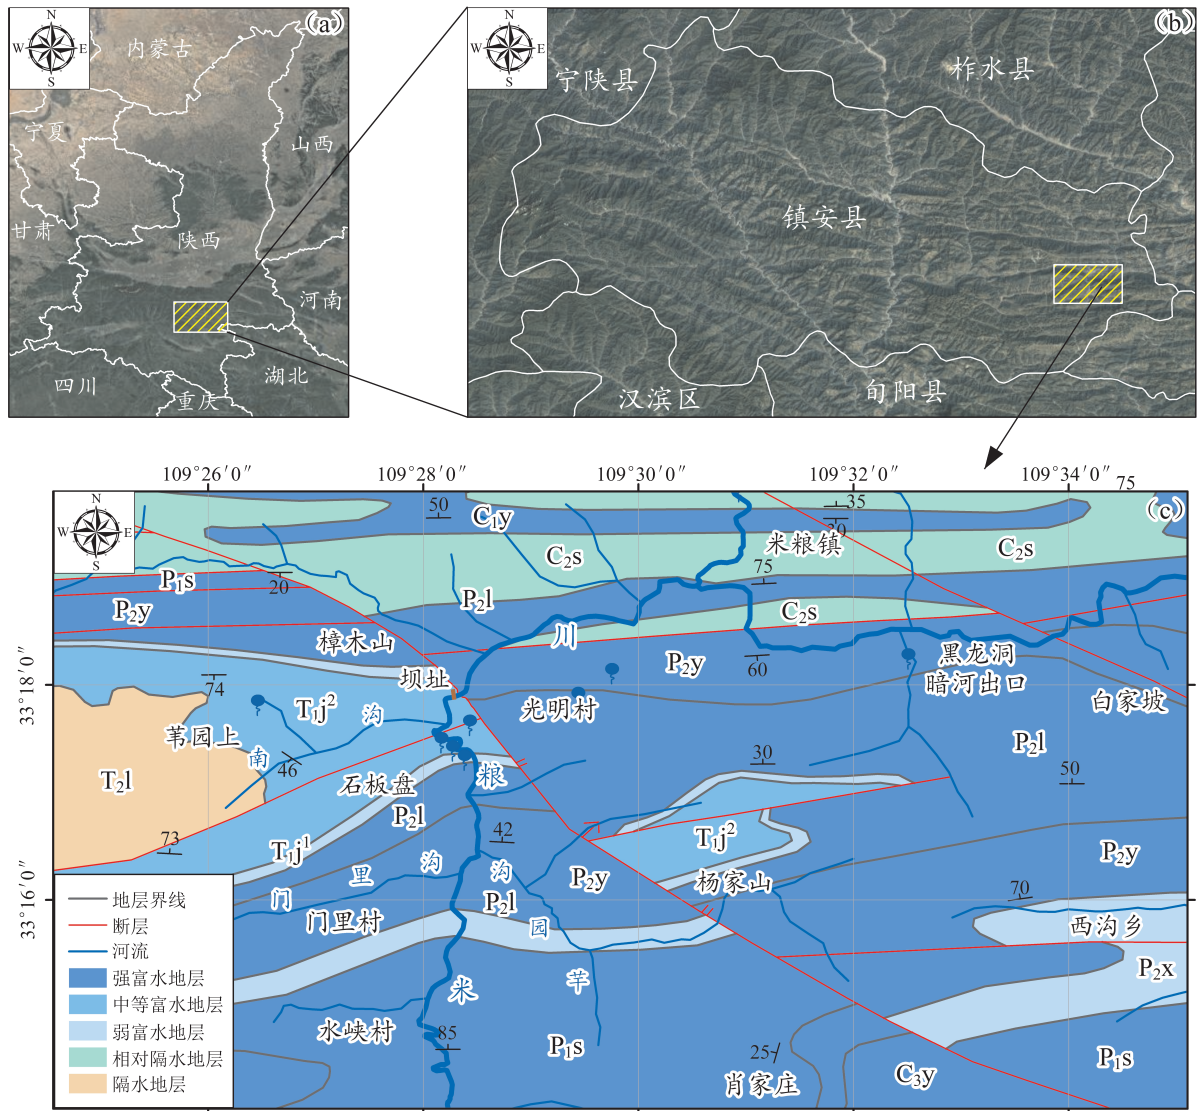 (a)
N
W E
S
内蒙古
宁夏
山西
甘肃
陕西
河南
四川
重庆
湖北
(b)
N
W E
S
宁陕县
柞水县
镇安县
汉滨区
旬阳县
109°26′0″
109°28′0″
109°30′0″
109°32′0″
109°34′0″
75
(c)
N
W E
S
33°18′0″
33°16′0″
50
C₁y
35
米粮镇
C₂s
C₂s
P₁s
20
75
P₂y
P₂l
C₂s
樟木山
川
60
P₂y
黑龙洞
暗河出口
坝址
74
T₁j²
沟
光明村
白家坡
苇园上
南
46
P₂l
T₂l
石板盘
粮
30
50
P₂l
73
T₁j¹
42
T₁j²
P₂y
门
里
沟
沟
P₂y
杨家山
70
门里村
P₂l
园
西沟乡
P₂x
米
芊
水峡村
85
P₁s
25
肖家庄
C₃y
P₁s
地层界线
断层
河流
强富水地层
中等富水地层
弱富水地层
相对隔水地层
隔水地层